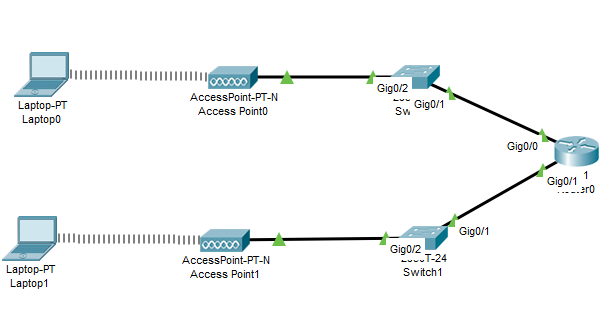 Laptop-PT
Laptop0
AccessPoint-PT-N
Access Point0
Gig0/2
Gig0/1
Gig0/0
Gig0/1
Laptop-PT
Laptop1
AccessPoint-PT-N
Access Point1
Gig0/2
Gig0/1
Switch1